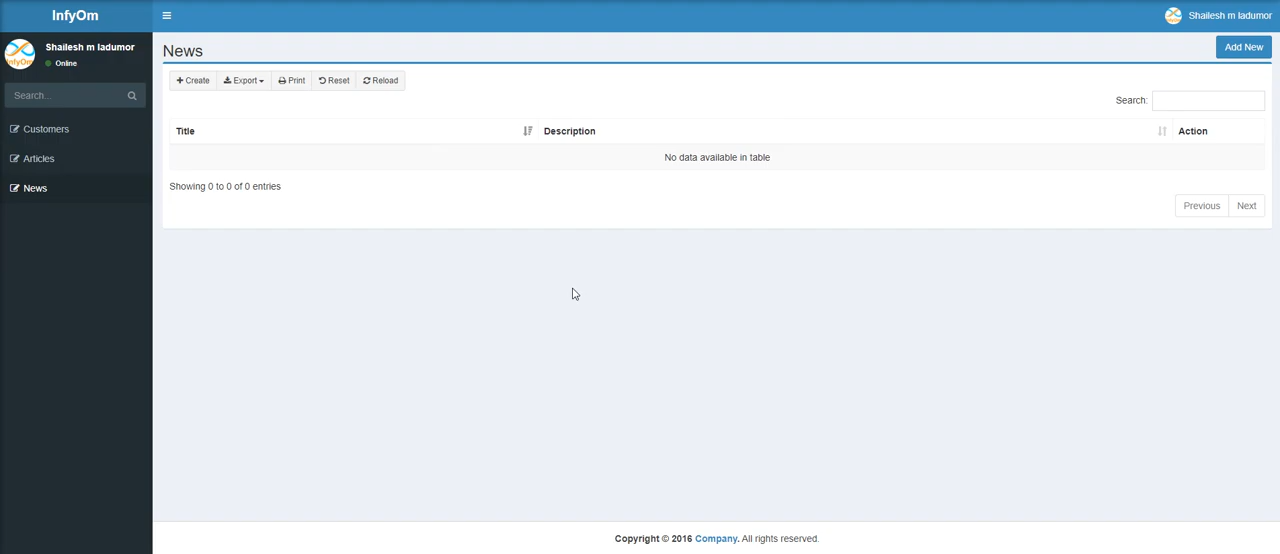 InfyOm
Shailesh m ladumor
Shailesh m ladumor
Online
Search...
Customers
Articles
News
News
Add New
Create Export Print Reset Reload
Search:
Title Description Action
No data available in table
Showing 0 to 0 of 0 entries
Previous Next
Copyright © 2016 Company. All rights reserved.